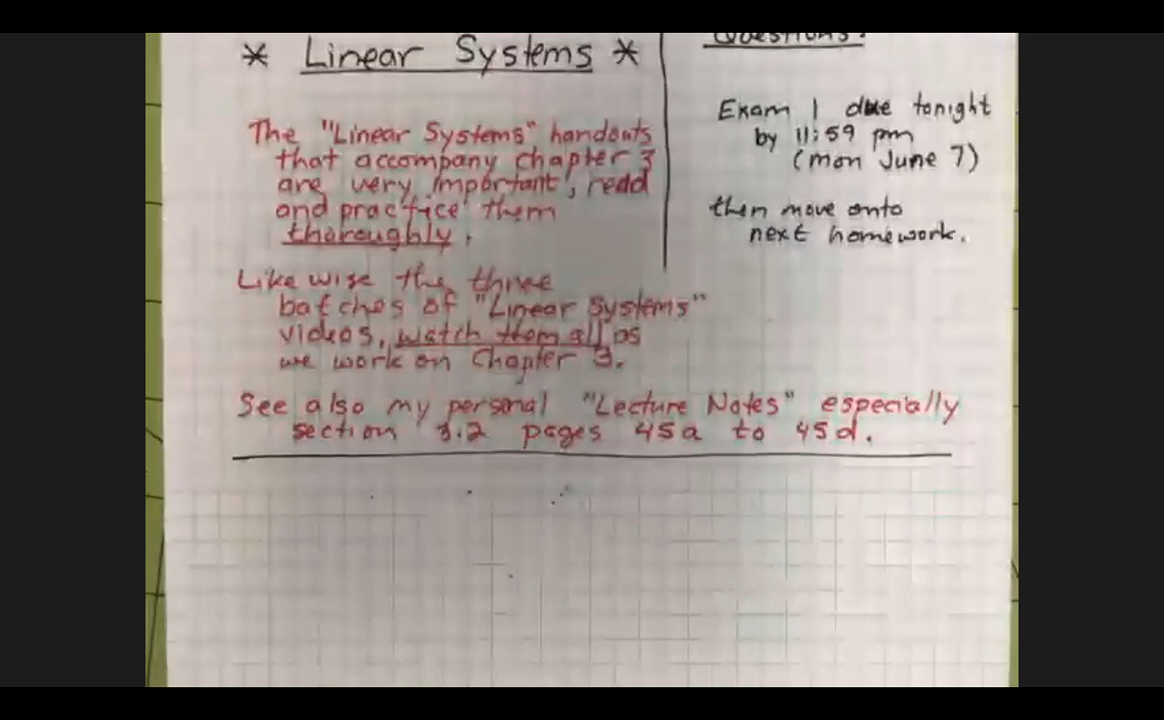 * Linear Systems *
The "Linear Systems" handouts
that accompany chapter 3
are very important, read
and practice them
thoroughly.
Like wise the three
batches of "Linear Systems"
videos, watch them all as
we work on Chapter 3.
See also my personal "Lecture Notes" especially
section 3.2 pages 45a to 45d.
Questions:
Exam 1 due tonight
by 11:59 pm
(mon June 7)
then move onto
next homework.